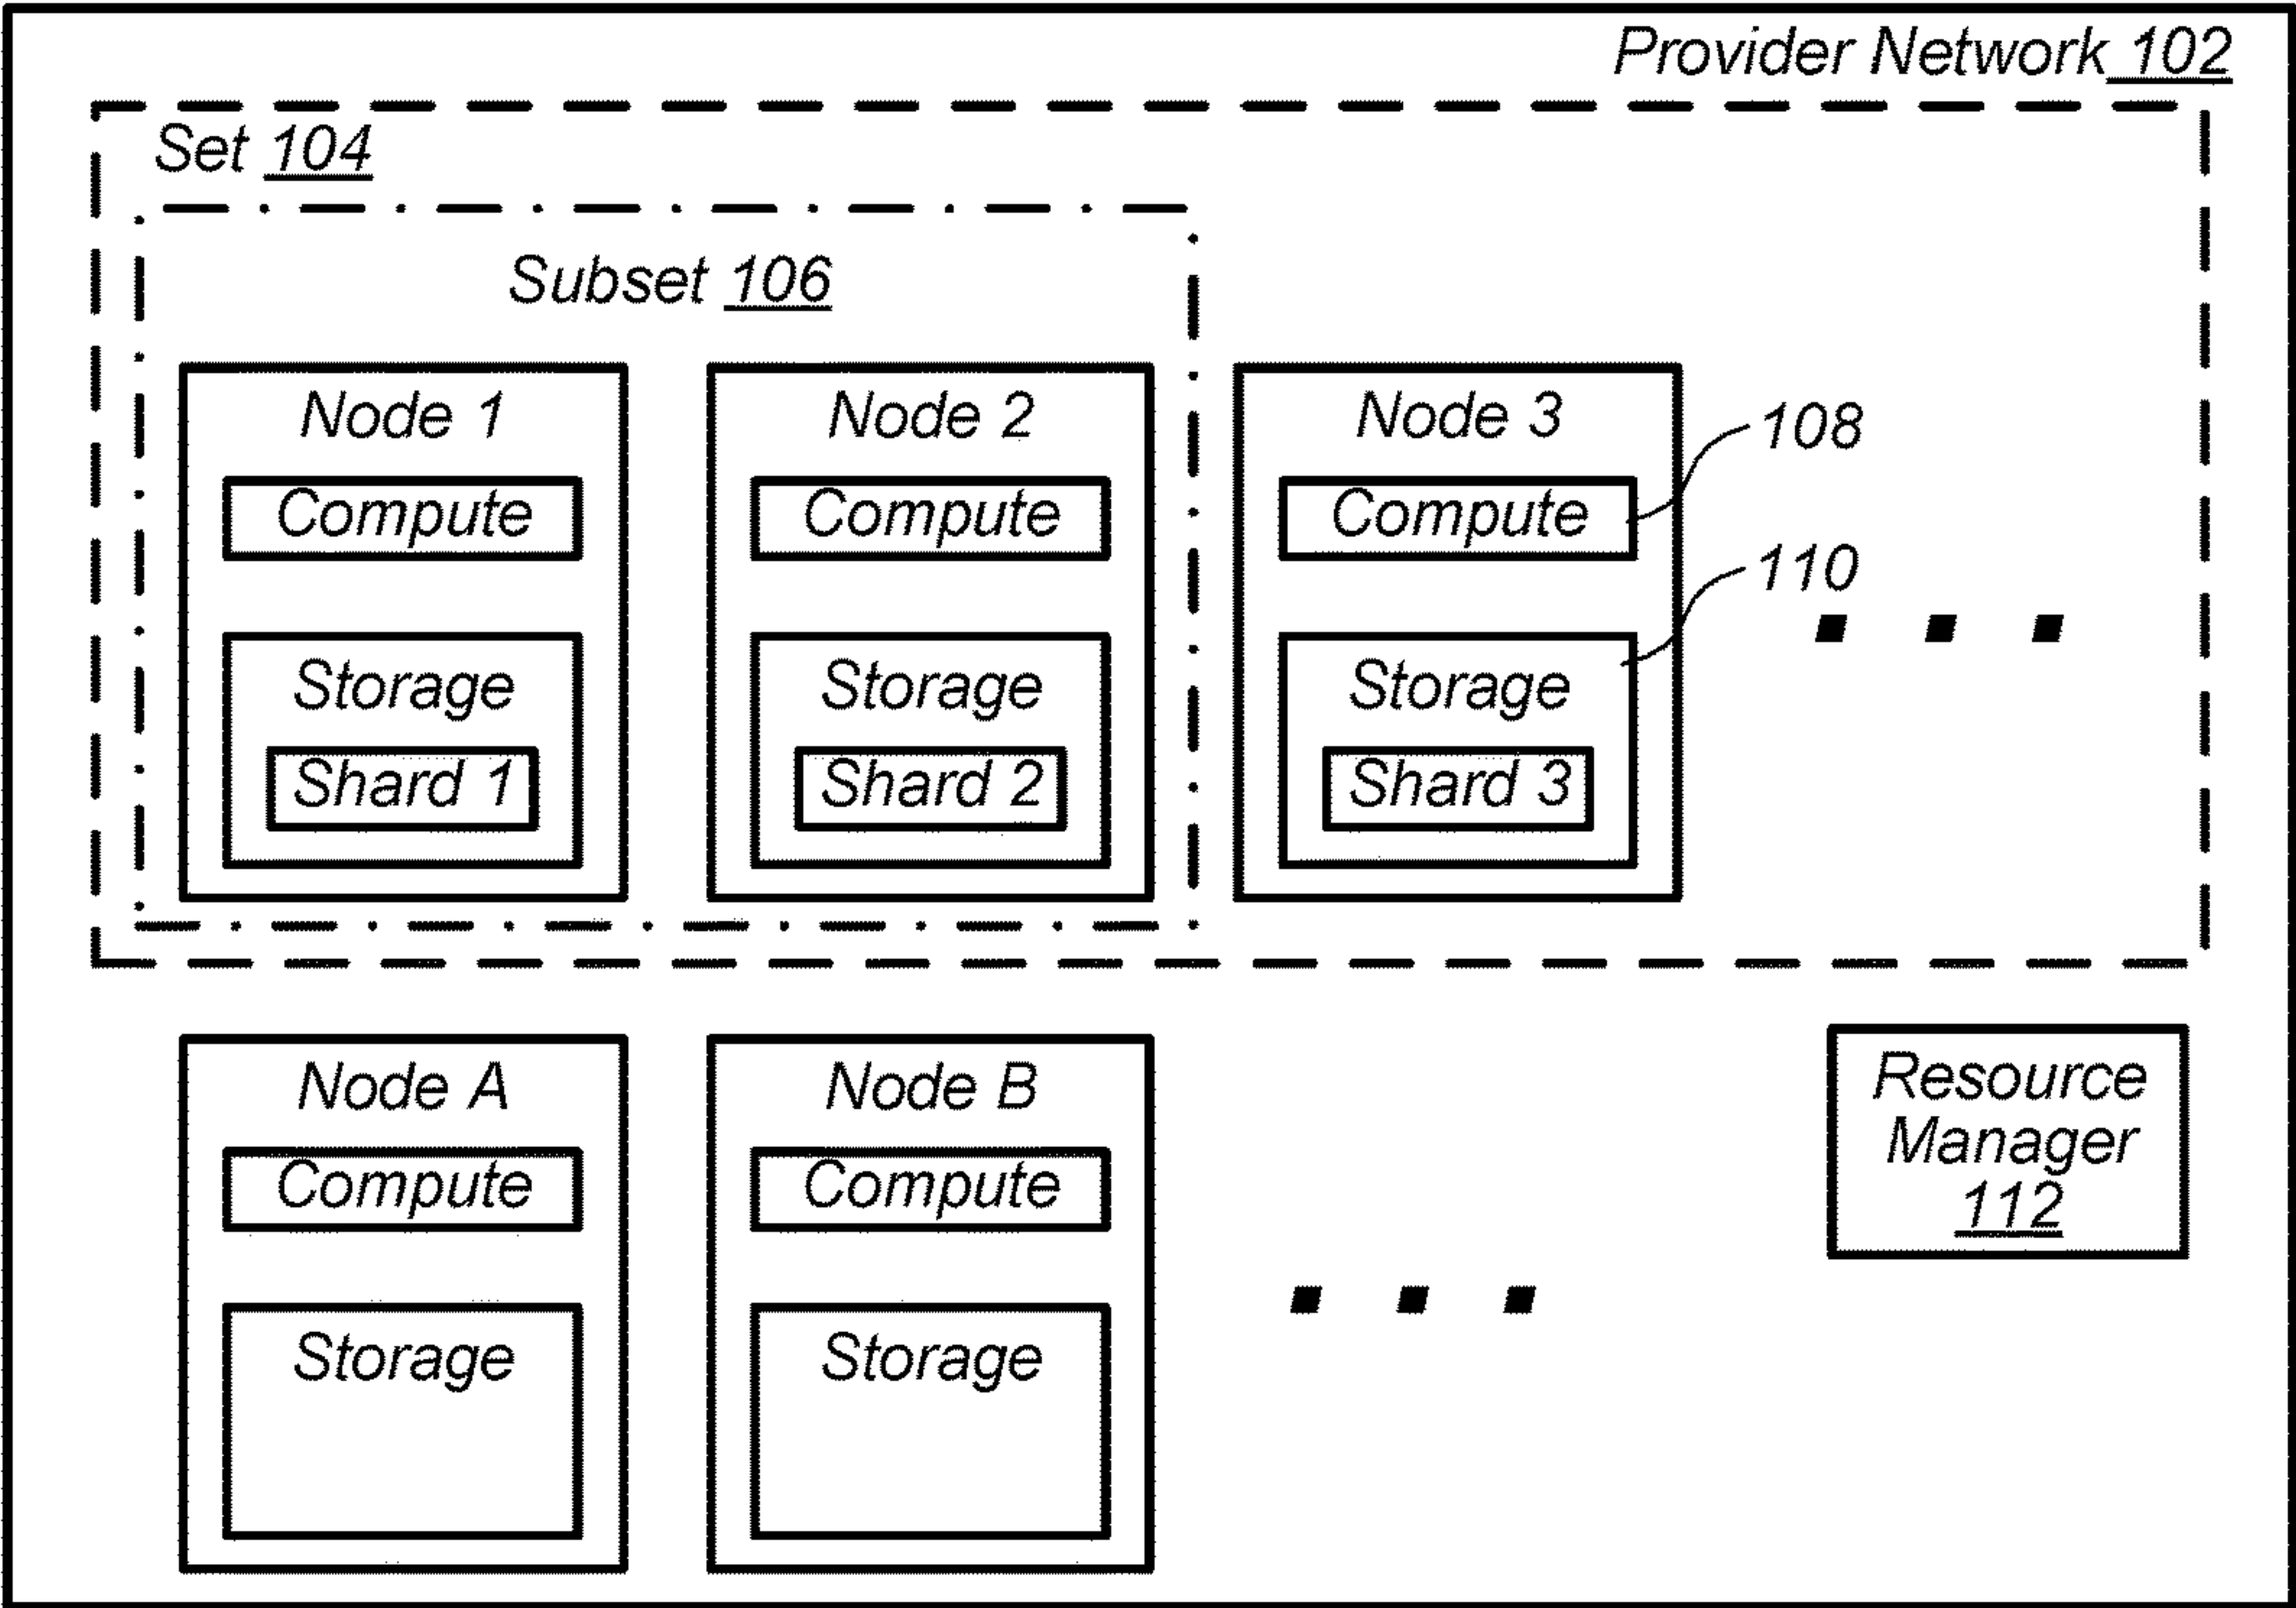 Provider Network 102
Set 104
Subset 106
Node 1
Compute
Storage
Shard 1
Node 2
Compute
Storage
Shard 2
Node 3
Compute
Storage
Shard 3
108
110
Node A
Compute
Storage
Node B
Compute
Storage
Resource
Manager
112